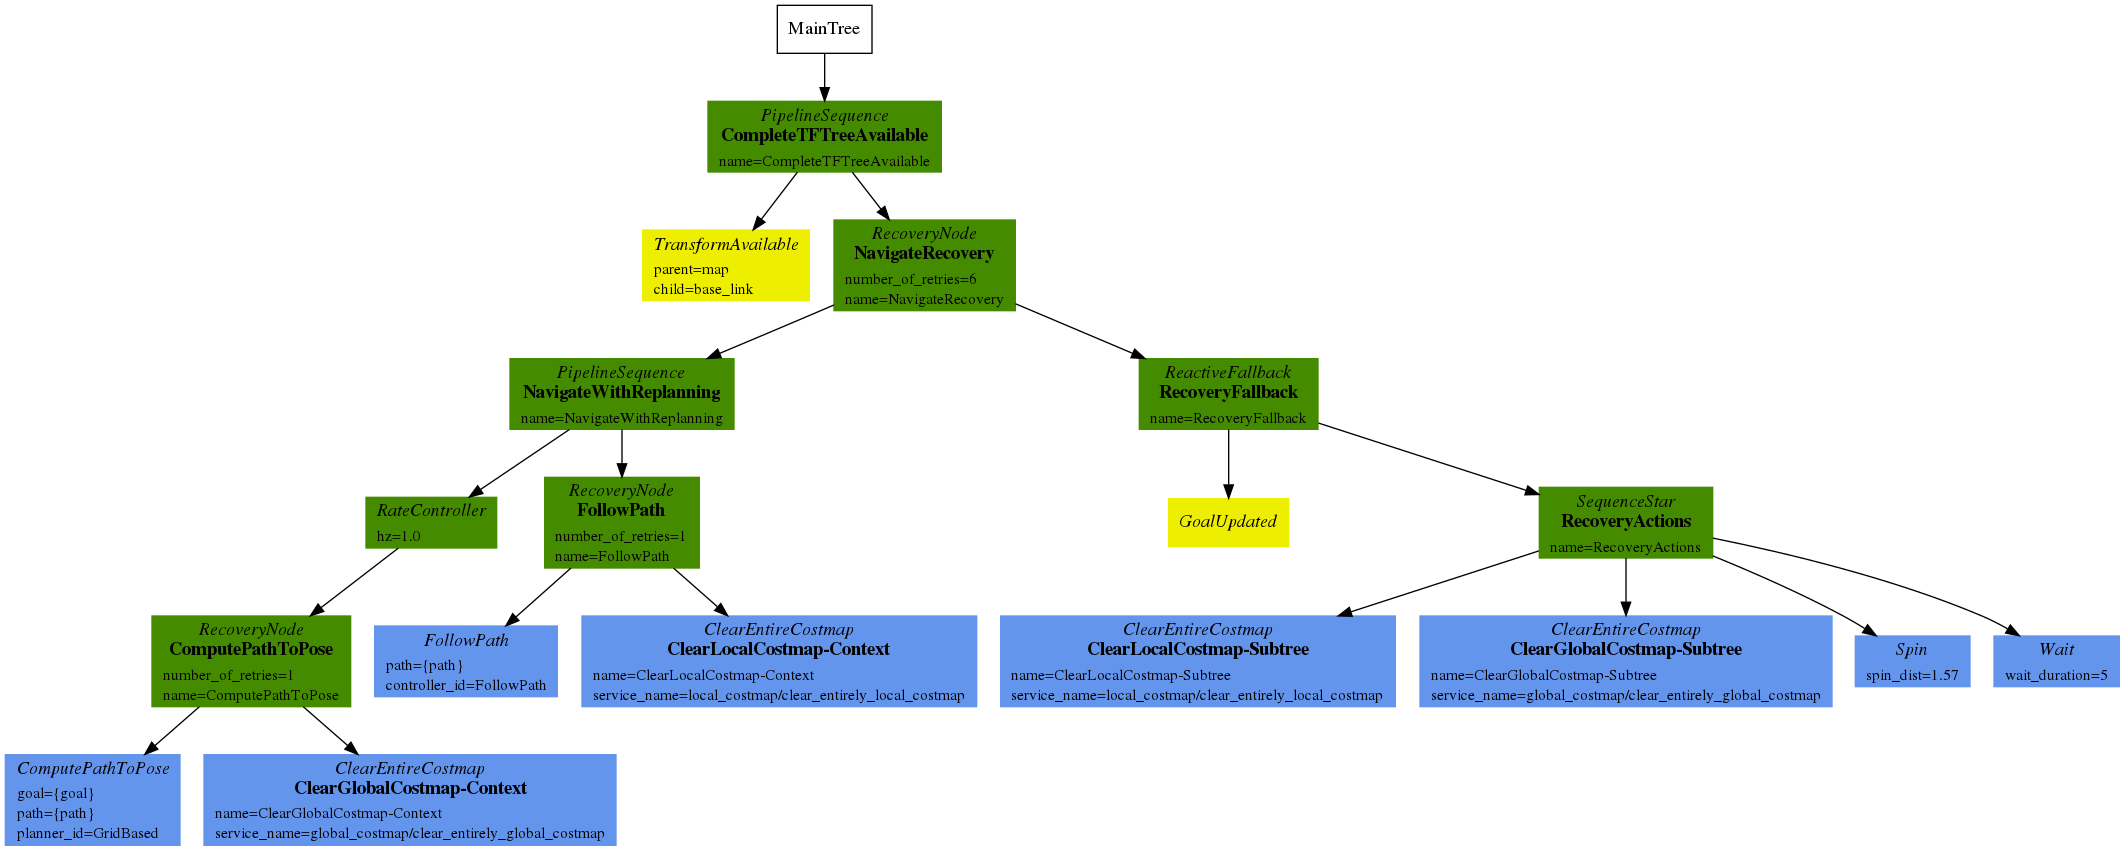 MainTree
PipelineSequence
CompleteTFTreeAvailable
name=CompleteTFTreeAvailable
TransformAvailable
parent=map
child=base_link
RecoveryNode
NavigateRecovery
number_of_retries=6
name=NavigateRecovery
PipelineSequence
NavigateWithReplanning
name=NavigateWithReplanning
ReactiveFallback
RecoveryFallback
name=RecoveryFallback
RateController
hz=1.0
RecoveryNode
FollowPath
number_of_retries=1
name=FollowPath
GoalUpdated
SequenceStar
RecoveryActions
name=RecoveryActions
RecoveryNode
ComputePathToPose
number_of_retries=1
name=ComputePathToPose
FollowPath
path={path}
controller_id=FollowPath
ClearEntireCostmap
ClearLocalCostmap-Context
name=ClearLocalCostmap-Context
service_name=local_costmap/clear_entirely_local_costmap
ClearEntireCostmap
ClearLocalCostmap-Subtree
name=ClearLocalCostmap-Subtree
service_name=local_costmap/clear_entirely_local_costmap
ClearEntireCostmap
ClearGlobalCostmap-Subtree
name=ClearGlobalCostmap-Subtree
service_name=global_costmap/clear_entirely_global_costmap
Spin
spin_dist=1.57
Wait
wait_duration=5
ComputePathToPose
goal={goal}
path={path}
planner_id=GridBased
ClearEntireCostmap
ClearGlobalCostmap-Context
name=ClearGlobalCostmap-Context
service_name=global_costmap/clear_entirely_global_costmap